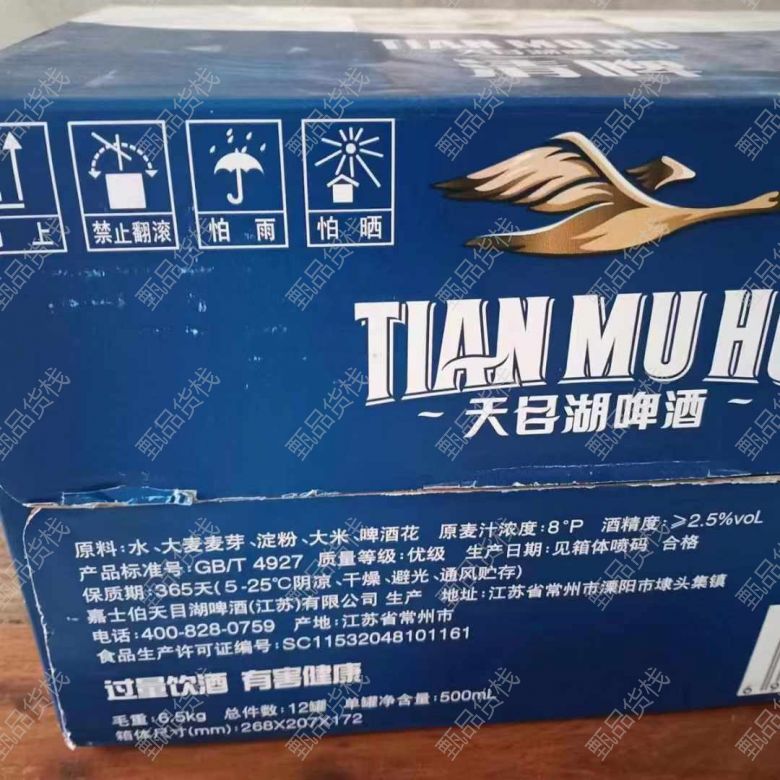 TIAN MU HU
清啤
上
禁止翻滚
怕 雨
怕 晒
TIAN MU HU
~ 天目湖啤酒 ~
原料:水、大麦麦芽、淀粉、大米、啤酒花 原麦汁浓度:8°P 酒精度:≥2.5%voL
产品标准号:GB/T 4927 质量等级:优级 生产日期:见箱体喷码 合格
保质期:365天(5-25℃阴凉、干燥、避光、通风贮存)
嘉士伯天目湖啤酒(江苏)有限公司 生产 地址:江苏省常州市溧阳市埭头集镇
电话:400-828-0759 产地:江苏省常州市
食品生产许可证编号:SC11532048101161
过量饮酒 有害健康
毛重:6.5kg 总件数:12罐 单罐净含量:500mL
箱体尺寸(mm):268X207X172
甄品货栈